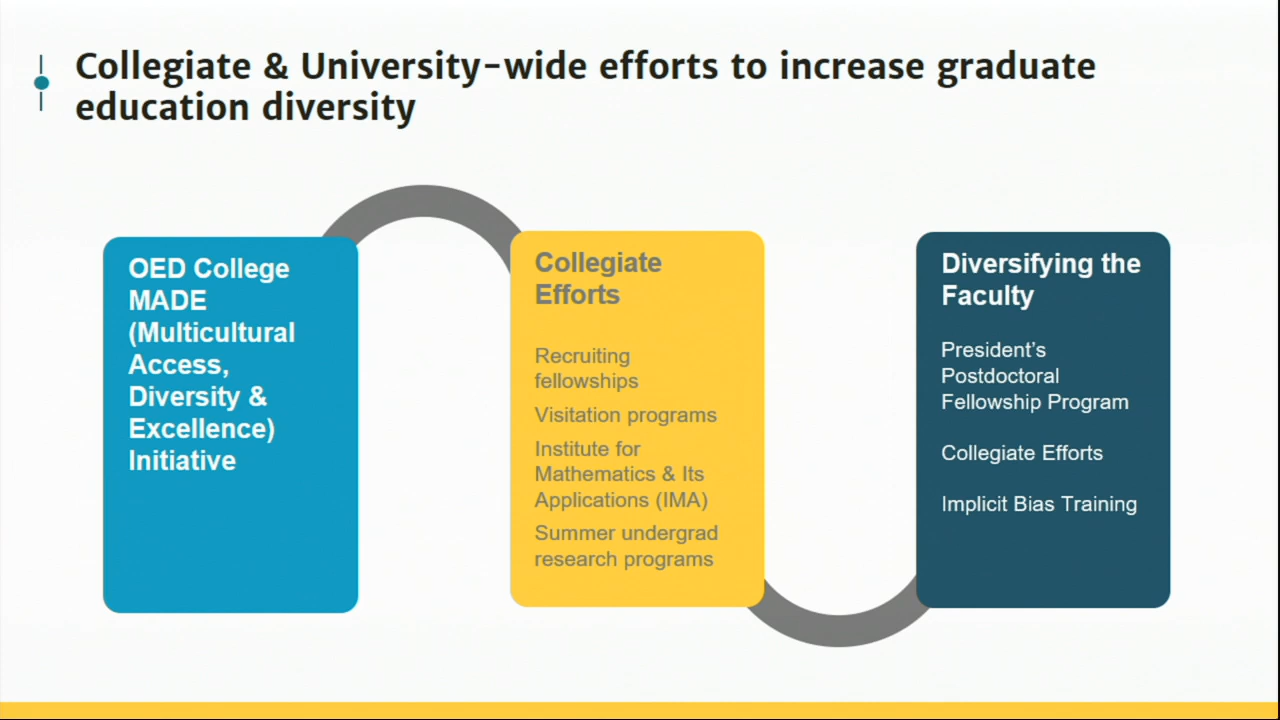 Collegiate & University-wide efforts to increase graduate
education diversity
OED College
MADE
(Multicultural
Access,
Diversity &
Excellence)
Initiative
Collegiate
Efforts
Recruiting
fellowships
Visitation programs
Institute for
Mathematics & Its
Applications (IMA)
Summer undergrad
research programs
Diversifying the
Faculty
President’s
Postdoctoral
Fellowship Program
Collegiate Efforts
Implicit Bias Training